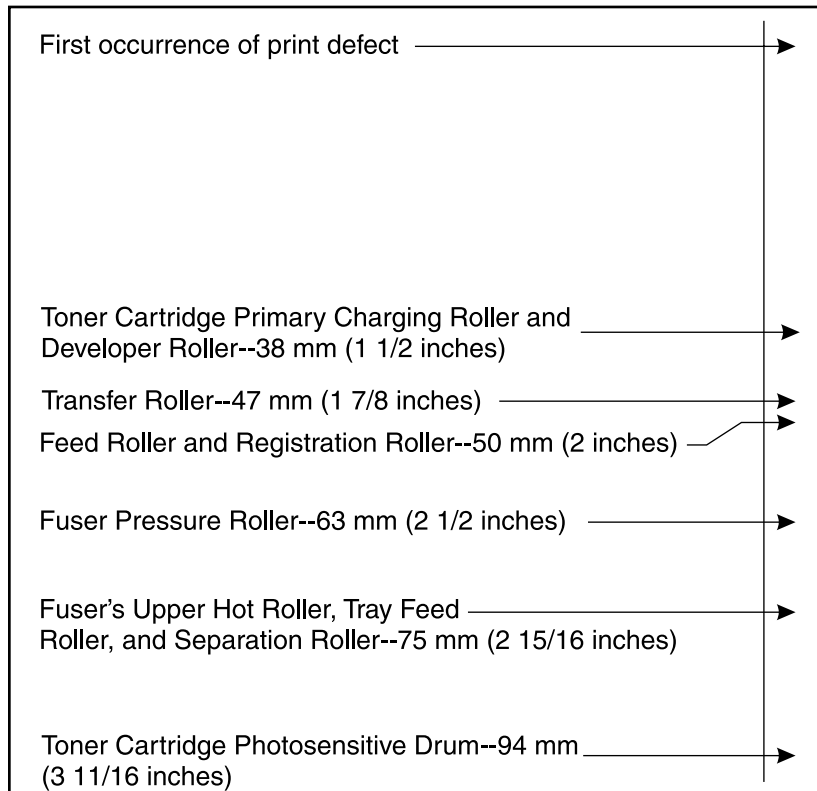 First occurrence of print defect
Toner Cartridge Primary Charging Roller and
Developer Roller--38 mm (1 1/2 inches)
Transfer Roller--47 mm (1 7/8 inches)
Feed Roller and Registration Roller--50 mm (2 inches)
Fuser Pressure Roller--63 mm (2 1/2 inches)
Fuser's Upper Hot Roller, Tray Feed
Roller, and Separation Roller--75 mm (2 15/16 inches)
Toner Cartridge Photosensitive Drum--94 mm
(3 11/16 inches)